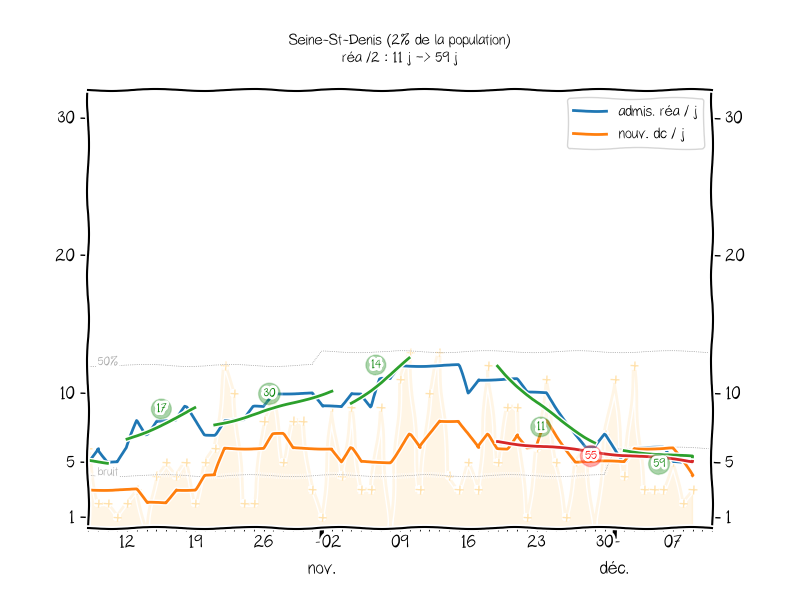 Seine-St-Denis (2% de la population)
réa /2 : 11 j -> 59 j
admis. réa / j
nouv. dc / j
30
30
20
20
50%
14
30
10
10
17
11
55
59
5
5
bruit
1
1
12 19 26 02 09 16 23 30 07
nov. déc.